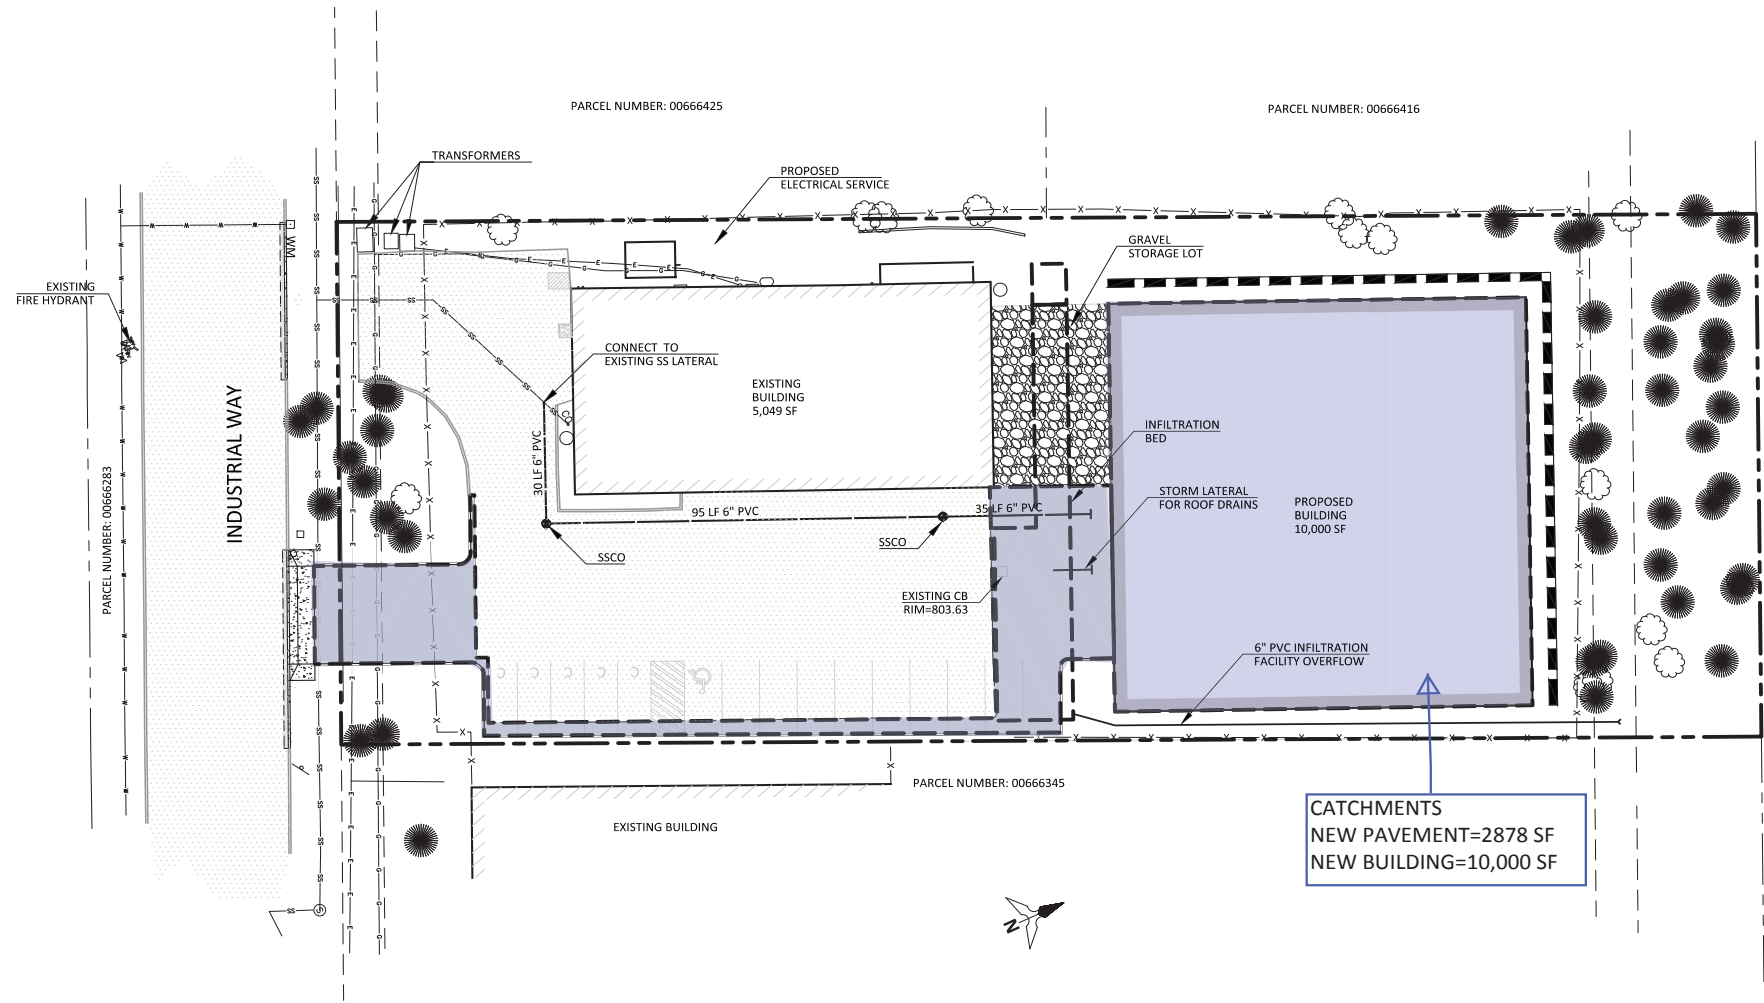 PARCEL NUMBER: 00666425
PARCEL NUMBER: 00666416
TRANSFORMERS
PROPOSED
ELECTRICAL SERVICE
GRAVEL
STORAGE LOT
WM
EXISTING
FIRE HYDRANT
CONNECT TO
EXISTING SS LATERAL
EXISTING
BUILDING
5,049 SF
INDUSTRIAL WAY
PARCEL NUMBER: 00666283
CO
30 LF 6" PVC
95 LF 6" PVC
35 LF 6" PVC
INFILTRATION
BED
STORM LATERAL
FOR ROOF DRAINS
PROPOSED
BUILDING
10,000 SF
SSCO
SSCO
EXISTING CB
RIM=803.63
6" PVC INFILTRATION
FACILITY OVERFLOW
C C C C C
PARCEL NUMBER: 00666345
EXISTING BUILDING
CATCHMENTS
NEW PAVEMENT=2878 SF
NEW BUILDING=10,000 SF
P
S
N